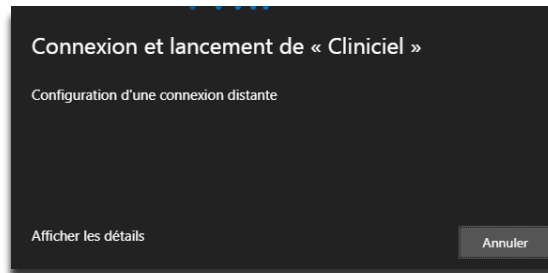 Connexion et lancement de « Cliniciel »
Configuration d'une connexion distante
Afficher les détails
Annuler